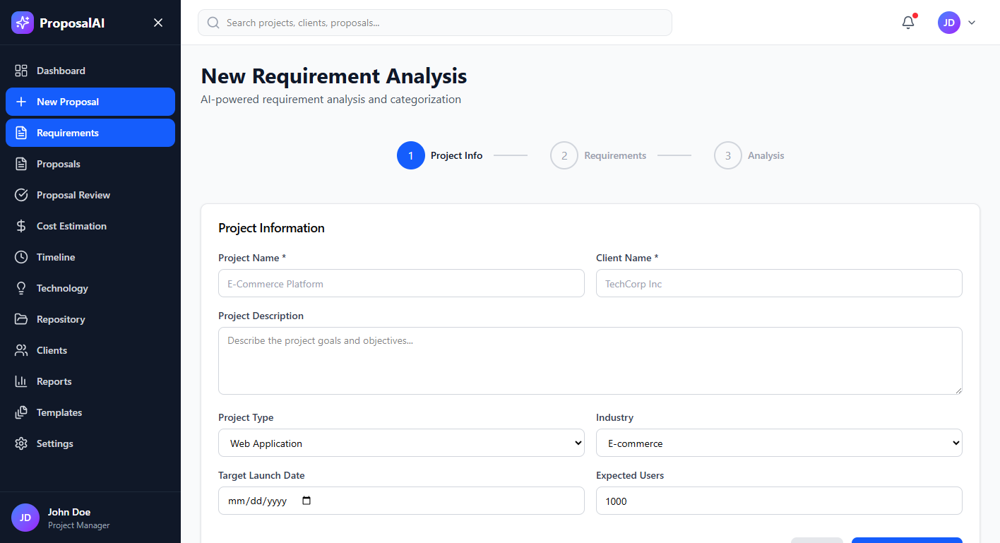 ProposalAI
Search projects, clients, proposals...
JD
Dashboard
New Proposal
Requirements
Proposals
Proposal Review
Cost Estimation
Timeline
Technology
Repository
Clients
Reports
Templates
Settings
JD
John Doe
Project Manager
New Requirement Analysis
AI-powered requirement analysis and categorization
1 Project Info 2 Requirements 3 Analysis
Project Information
Project Name * Client Name *
E-Commerce Platform TechCorp Inc
Project Description
Describe the project goals and objectives...
Project Type Industry
Web Application E-commerce
Target Launch Date Expected Users
mm/dd/yyyy 1000